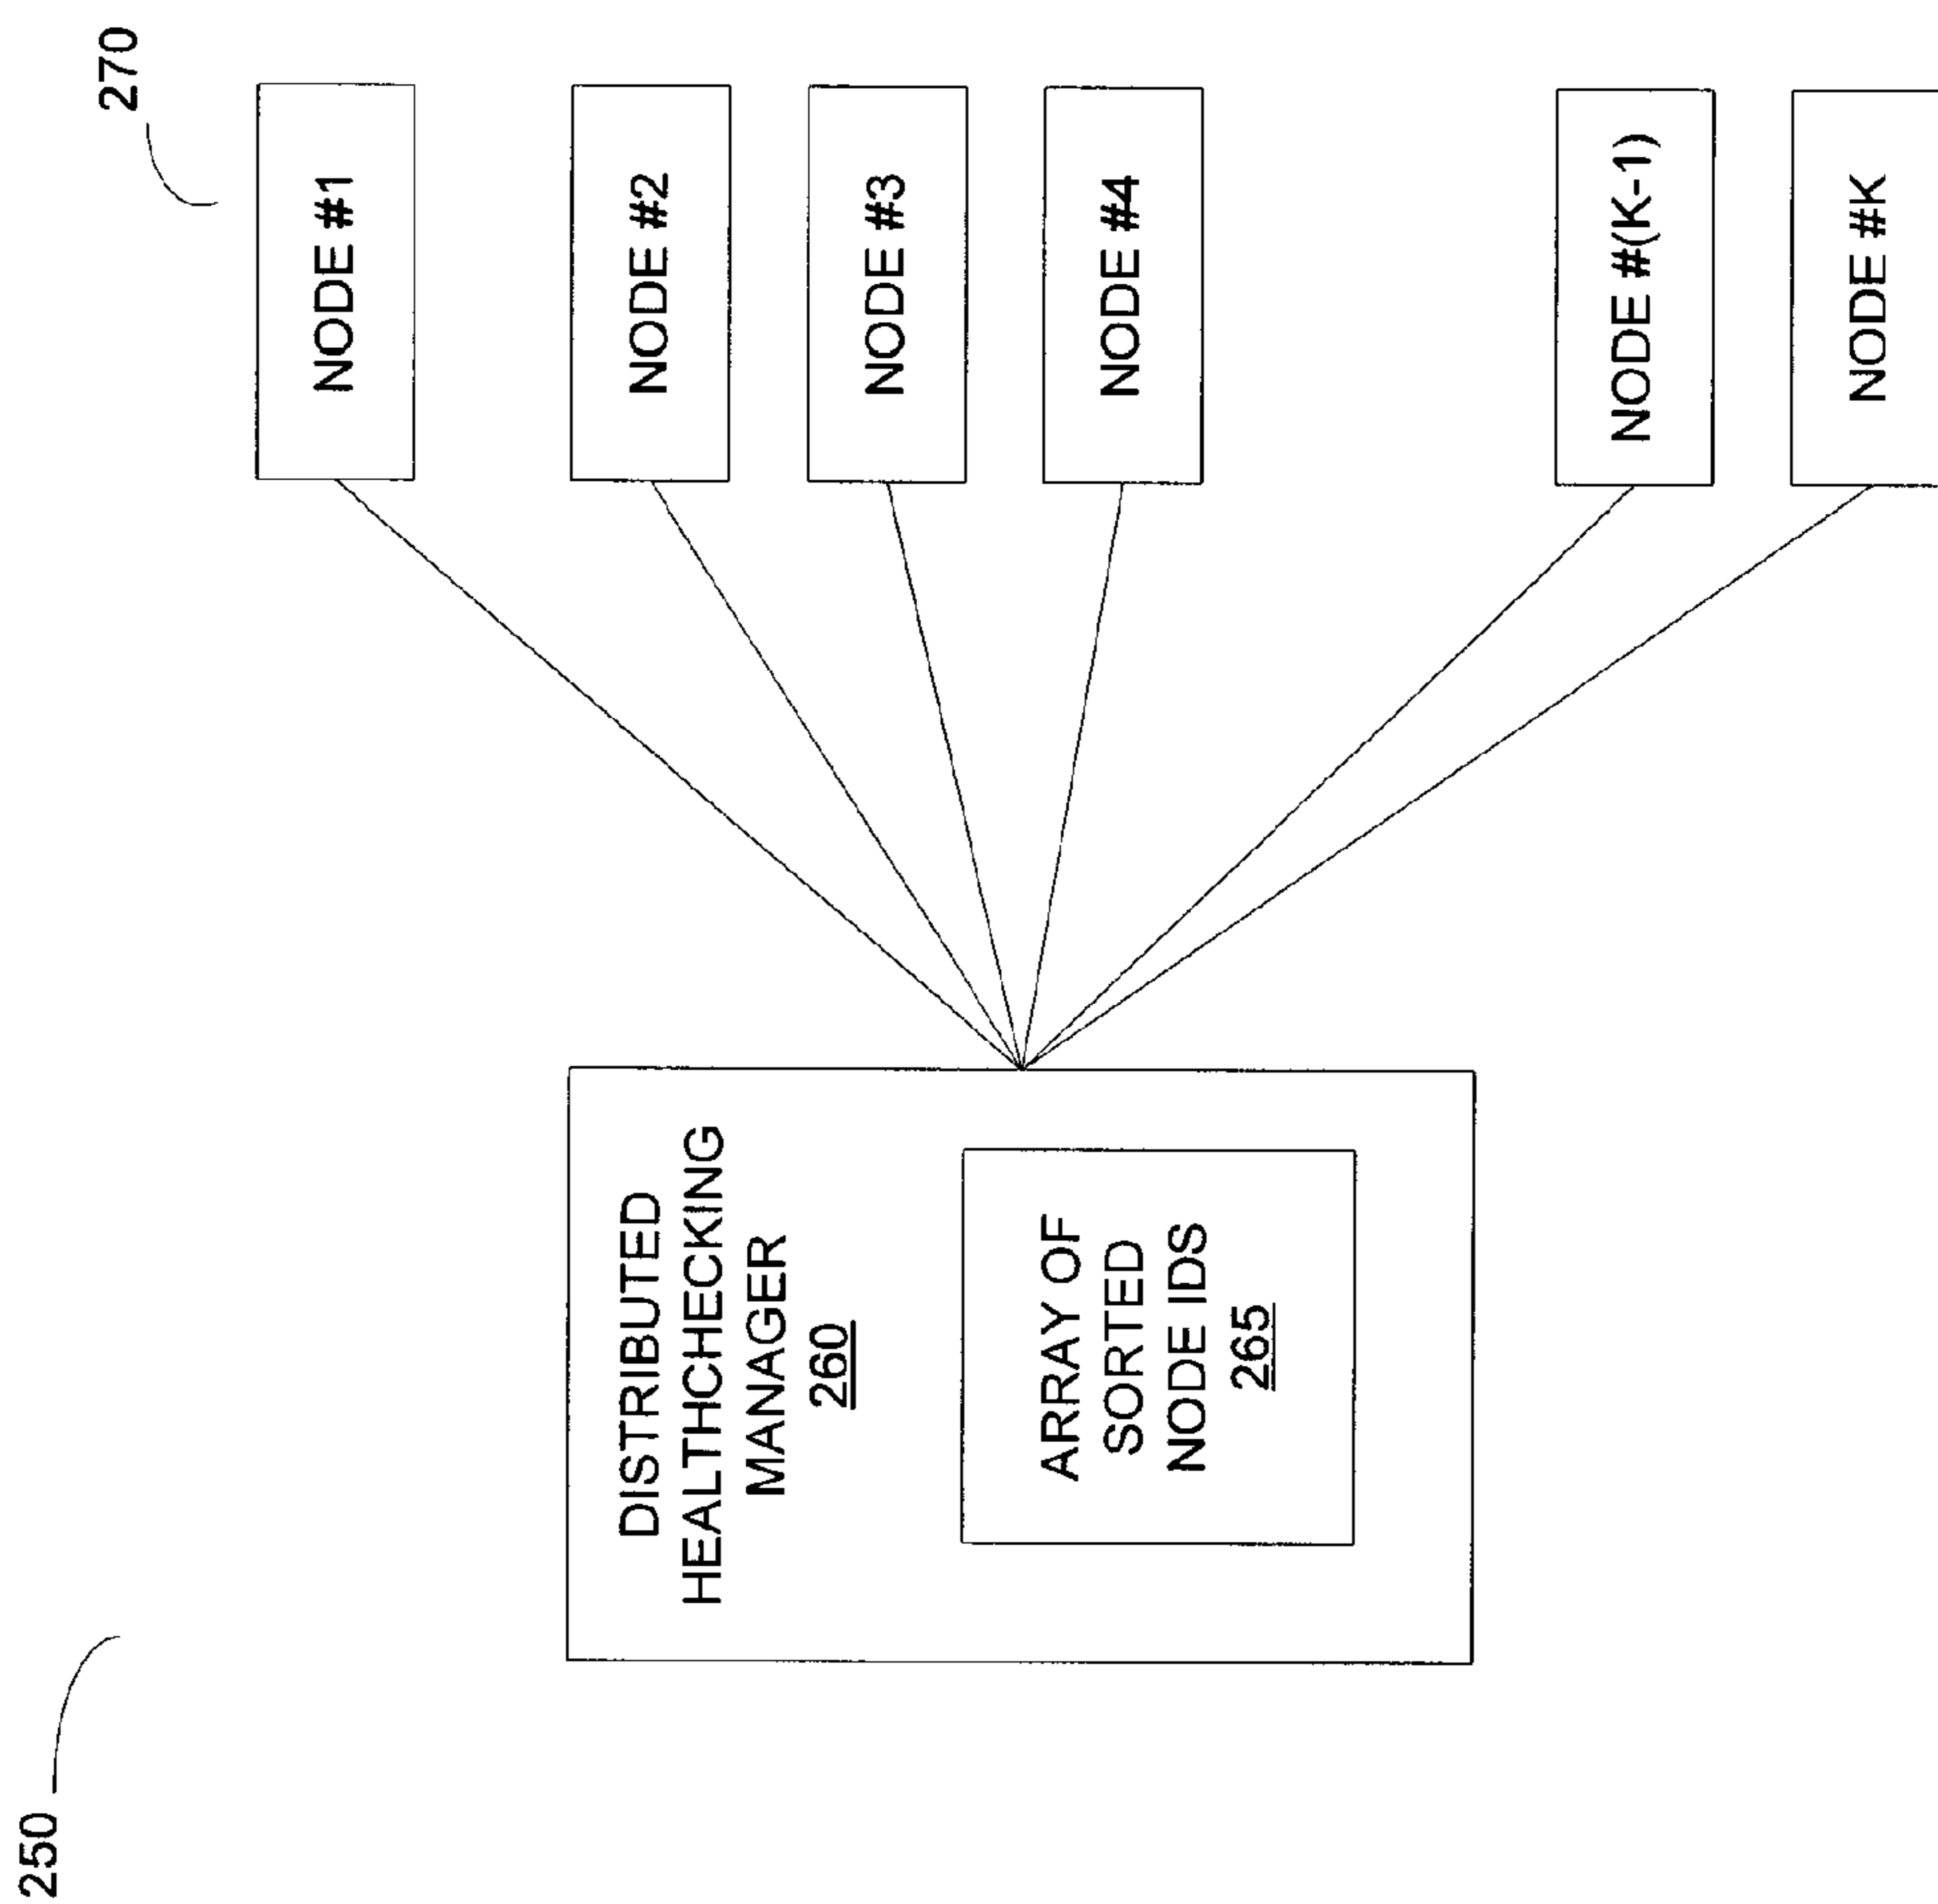 250
270
DISTRIBUTED
HEALTHCHECKING
MANAGER
260
ARRAY OF
SORTED
NODE IDS
265
NODE #1
NODE #2
NODE #3
NODE #4
NODE #(K-1)
NODE #K